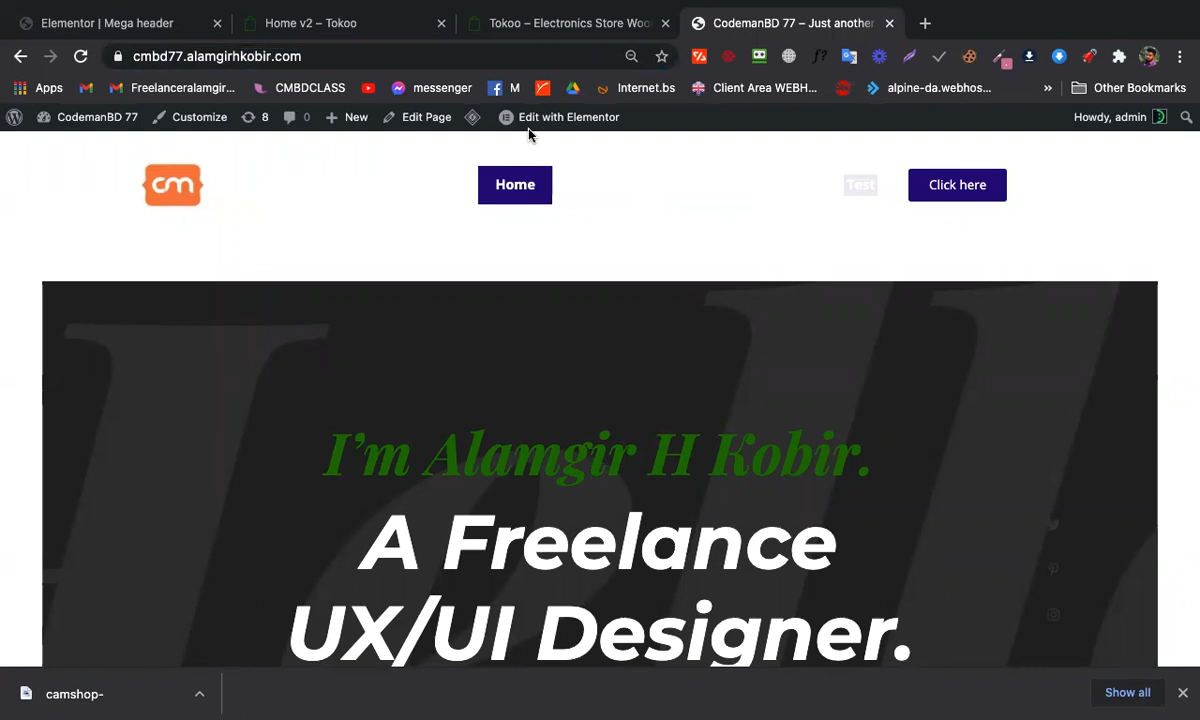 Elementor | Mega header
Home v2 – Tokoo
Tokoo – Electronics Store Woo
CodemanBD 77 – Just another
cmbd77.alamgirhkobir.com
Apps
Freelanceralamgir...
CMBDCLASS
messenger
M
Internet.bs
Client Area WEBH...
alpine-da.webhos...
»
Other Bookmarks
CodemanBD 77
Customize
8
0
New
Edit Page
Edit with Elementor
Howdy, admin
cm
Home
Test
Click here
I'm Alamgir H Kobir.
A Freelance
UX/UI Designer.
camshop-
Show all